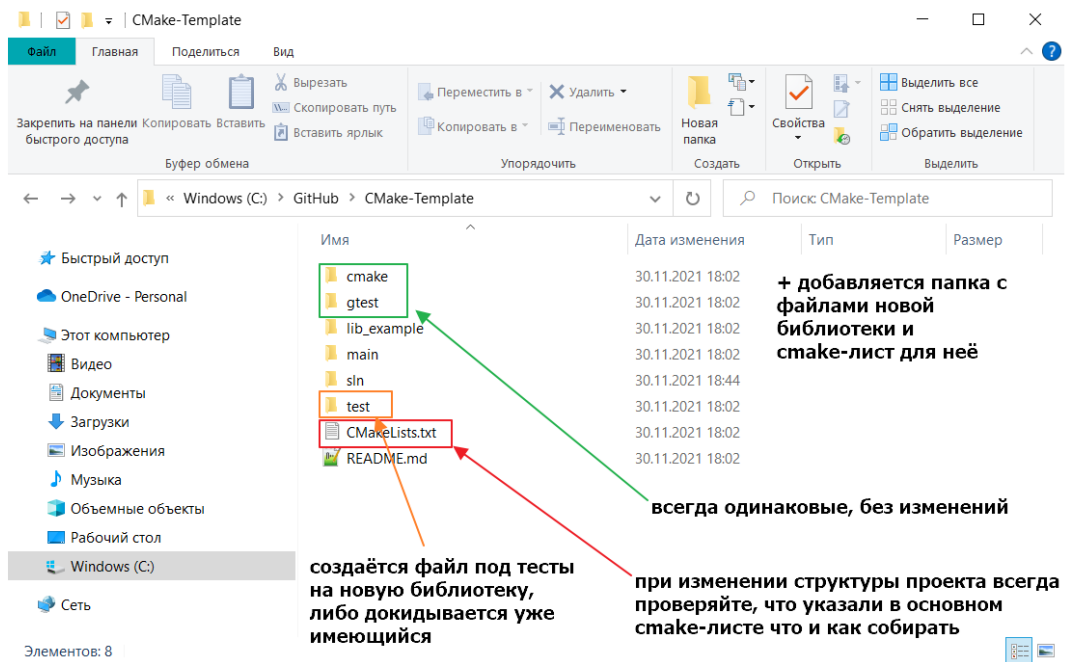 CMake-Template
Файл Главная Поделиться Вид
Закрепить на панели
быстрого доступа
Копировать
Вставить
Вырезать
Скопировать путь
Вставить ярлык
Буфер обмена
Переместить в
Копировать в
Удалить
Переименовать
Упорядочить
Новая
папка
Создать
Свойства
Открыть
Выделить все
Снять выделение
Обратить выделение
Выделить
« Windows (C:) > GitHub > CMake-Template
Поиск: CMake-Template
Быстрый доступ
OneDrive - Personal
Этот компьютер
Видео
Документы
Загрузки
Изображения
Музыка
Объемные объекты
Рабочий стол
Windows (C:)
Сеть
Имя Дата изменения Тип Размер
cmake 30.11.2021 18:02
gtest 30.11.2021 18:02
lib_example 30.11.2021 18:02
main 30.11.2021 18:02
sln 30.11.2021 18:44
test 30.11.2021 18:02
CMakeLists.txt 30.11.2021 18:02
README.md 30.11.2021 18:02
+ добавляется папка с
файлами новой
библиотеки и
cmake-лист для неё
всегда одинаковые, без изменений
создаётся файл под тесты
на новую библиотеку,
либо докидывается уже
имеющийся
при изменении структуры проекта всегда
проверяйте, что указали в основном
cmake-листе что и как собирать
Элементов: 8